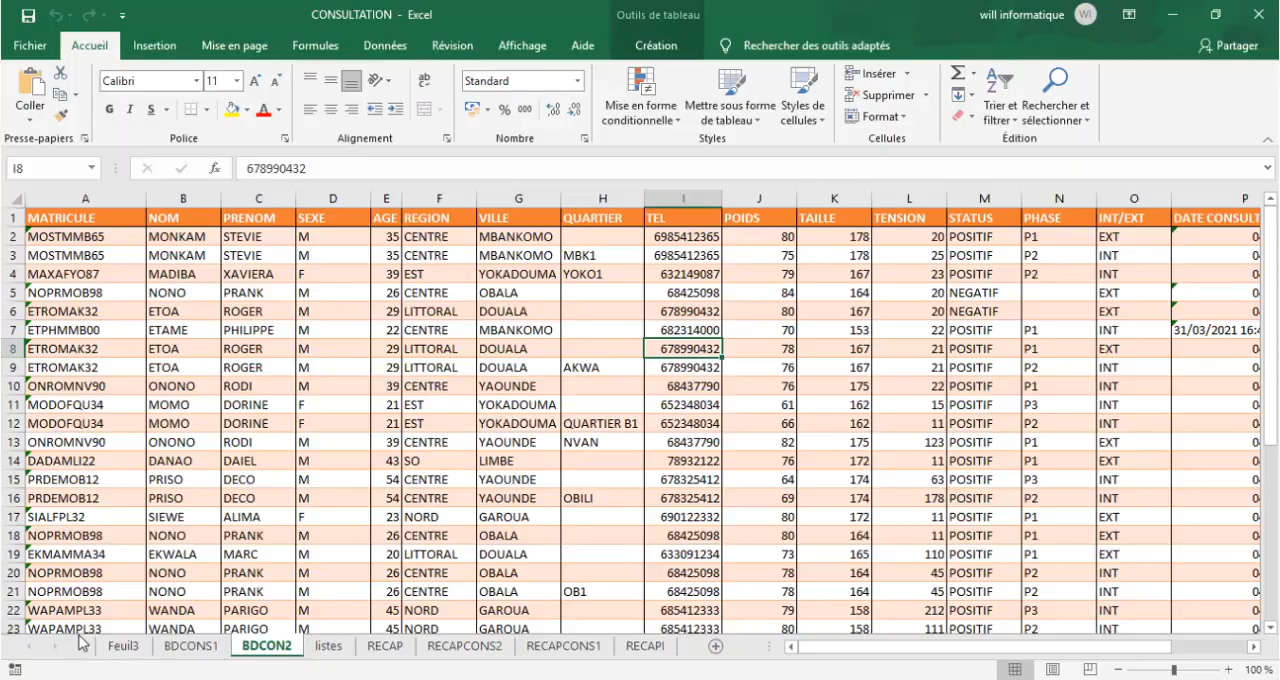 CONSULTATION - Excel
Outils de tableau
will informatique
WI
Fichier Accueil Insertion Mise en page Formules Données Révision Affichage Aide Création Rechercher des outils adaptés Partager
Coller
Presse-papiers
Calibri 11
G I S
Police
Alignement
Standard
% 000
Nombre
Mise en forme conditionnelle
Mettre sous forme de tableau
Styles de cellules
Styles
Insérer
Supprimer
Format
Cellules
Trier et filtrer
Rechercher et sélectionner
Édition
I8 fx 678990432
A B C D E F G H I J K L M N O P
1 MATRICULE NOM PRENOM SEXE AGE REGION VILLE QUARTIER TEL POIDS TAILLE TENSION STATUS PHASE INT/EXT DATE CONSULT
2 MOSTMMB65 MONKAM STEVIE M 35 CENTRE MBANKOMO 6985412365 80 178 20 POSITIF P1 EXT 0
3 MOSTMMB65 MONKAM STEVIE M 35 CENTRE MBANKOMO MBK1 6985412365 75 178 25 POSITIF P2 INT 0
4 MAXAFYO87 MADIBA XAVIERA F 39 EST YOKADOUMA YOKO1 632149087 79 167 23 POSITIF P2 INT 0
5 NOPRMOB98 NONO PRANK M 26 CENTRE OBALA 68425098 84 164 20 NEGATIF EXT 0
6 ETROMAK32 ETOA ROGER M 29 LITTORAL DOUALA 678990432 80 167 20 NEGATIF EXT 0
7 ETPHMMB00 ETAME PHILIPPE M 22 CENTRE MBANKOMO 682314000 70 153 22 POSITIF P1 INT 31/03/2021 16:4
8 ETROMAK32 ETOA ROGER M 29 LITTORAL DOUALA 678990432 78 167 21 POSITIF P1 EXT 0
9 ETROMAK32 ETOA ROGER M 29 LITTORAL DOUALA AKWA 678990432 76 167 21 POSITIF P2 INT 0
10 ONROMNV90 ONONO RODI M 39 CENTRE YAOUNDE 68437790 76 175 22 POSITIF P1 INT 0
11 MODOFQU34 MOMO DORINE F 21 EST YOKADOUMA 652348034 61 162 15 POSITIF P3 INT 0
12 MODOFQU34 MOMO DORINE F 21 EST YOKADOUMA QUARTIER B1 652348034 66 162 11 POSITIF P2 INT 0
13 ONROMNV90 ONONO RODI M 39 CENTRE YAOUNDE NVAN 68437790 82 175 123 POSITIF P1 EXT 0
14 DADAMLI22 DANAO DAIEL M 43 SO LIMBE 78932122 76 172 11 POSITIF P1 EXT 0
15 PRDEMOB12 PRISO DECO M 54 CENTRE YAOUNDE 678325412 64 174 63 POSITIF P3 INT 0
16 PRDEMOB12 PRISO DECO M 54 CENTRE YAOUNDE OBILI 678325412 69 174 178 POSITIF P2 INT 0
17 SIALFPL32 SIEWE ALIMA F 23 NORD GAROUA 690122332 80 172 11 POSITIF P1 EXT 0
18 NOPRMOB98 NONO PRANK M 26 CENTRE OBALA 68425098 80 164 11 POSITIF P1 EXT 0
19 EKMAMMA34 EKWALA MARC M 20 LITTORAL DOUALA 633091234 73 165 110 POSITIF P1 EXT 0
20 NOPRMOB98 NONO PRANK M 26 CENTRE OBALA 68425098 78 164 45 POSITIF P2 INT 0
21 NOPRMOB98 NONO PRANK M 26 CENTRE OBALA OB1 68425098 78 164 45 POSITIF P2 INT 0
22 WAPAMPL33 WANDA PARIGO M 45 NORD GAROUA 685412333 79 158 212 POSITIF P3 INT 0
23 WAPAMPL33 WANDA PARIGO M 45 NORD GAROUA 685412333 80 158 111 POSITIF P2 INT 0
Feuil3 BDCONS1 BDCON2 listes RECAP RECAPCONS2 RECAPCONS1 RECAPI
100 %